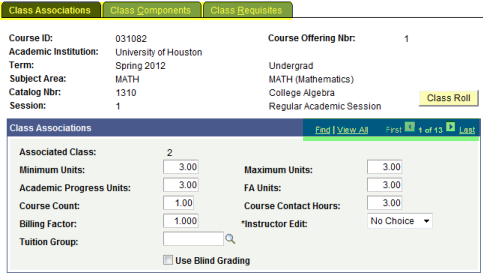 Class Associations Class Components Class Requisites
Course ID: 031082 Course Offering Nbr: 1
Academic Institution: University of Houston
Term: Spring 2012 Undergrad
Subject Area: MATH MATH (Mathematics)
Catalog Nbr: 1310 College Algebra Class Roll
Session: 1 Regular Academic Session
Class Associations Find | View All First 1 of 13 Last
Associated Class: 2
Minimum Units: 3.00 Maximum Units: 3.00
Academic Progress Units: 3.00 FA Units: 3.00
Course Count: 1.00 Course Contact Hours: 3.00
Billing Factor: 1.000 *Instructor Edit: No Choice
Tuition Group:
Use Blind Grading